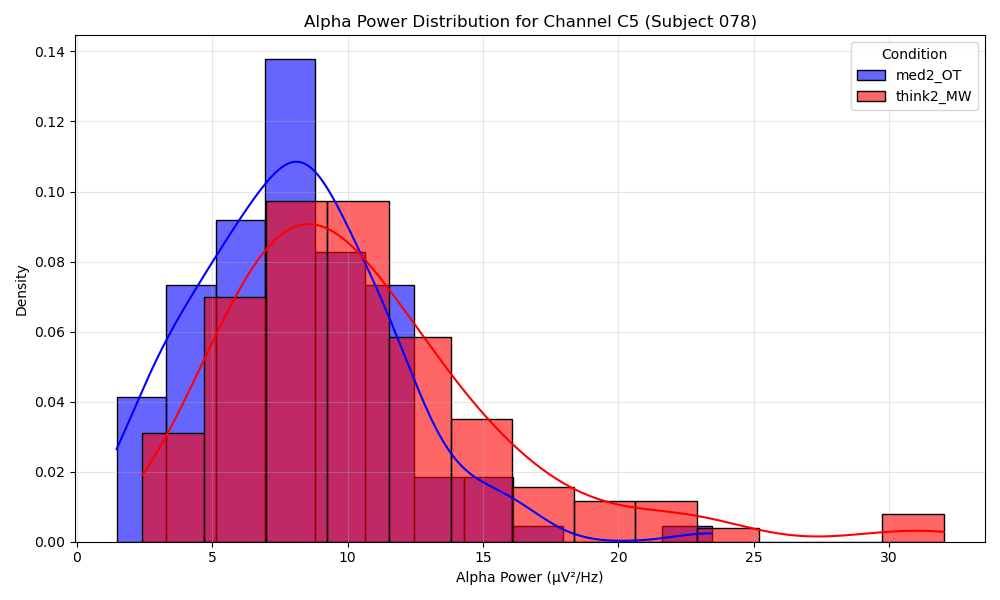 Alpha Power Distribution for Channel C5 (Subject 078)
Condition
med2_OT
think2_MW
Density
0.14
0.12
0.10
0.08
0.06
0.04
0.02
0.00
0 5 10 15 20 25 30
Alpha Power (μV²/Hz)